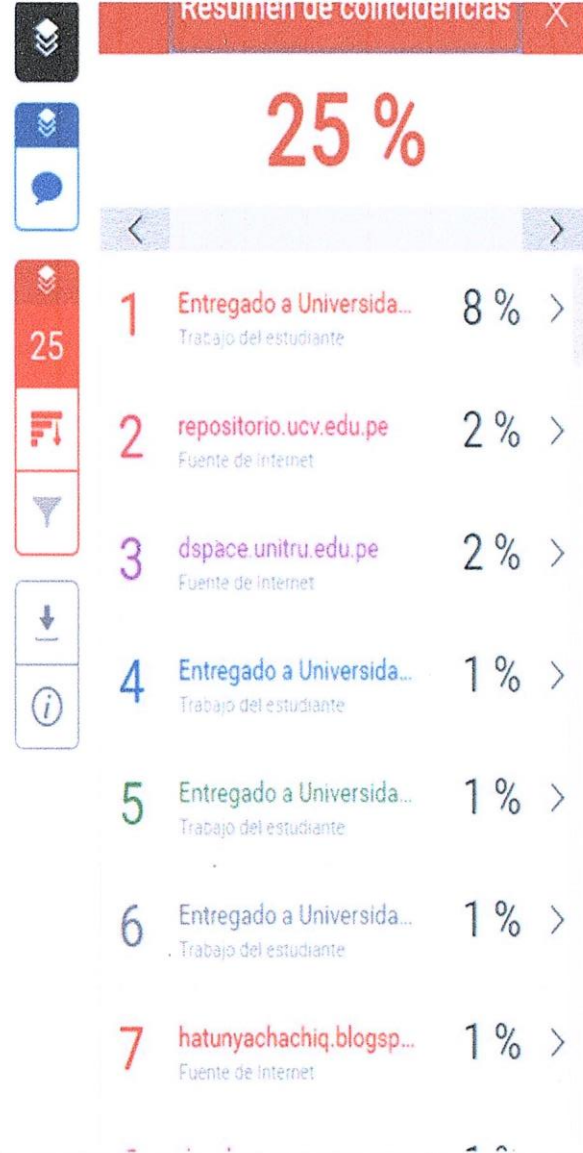 Resumen de coincidencias
25 %
25
1 Entregado a Universida... 8 %
Trabajo del estudiante
2 repositorio.ucv.edu.pe 2 %
Fuente de Internet
3 dspace.unitru.edu.pe 2 %
Fuente de Internet
4 Entregado a Universida... 1 %
Trabajo del estudiante
5 Entregado a Universida... 1 %
Trabajo del estudiante
6 Entregado a Universida... 1 %
Trabajo del estudiante
7 hatunyachachiq.blogsp... 1 %
Fuente de Internet